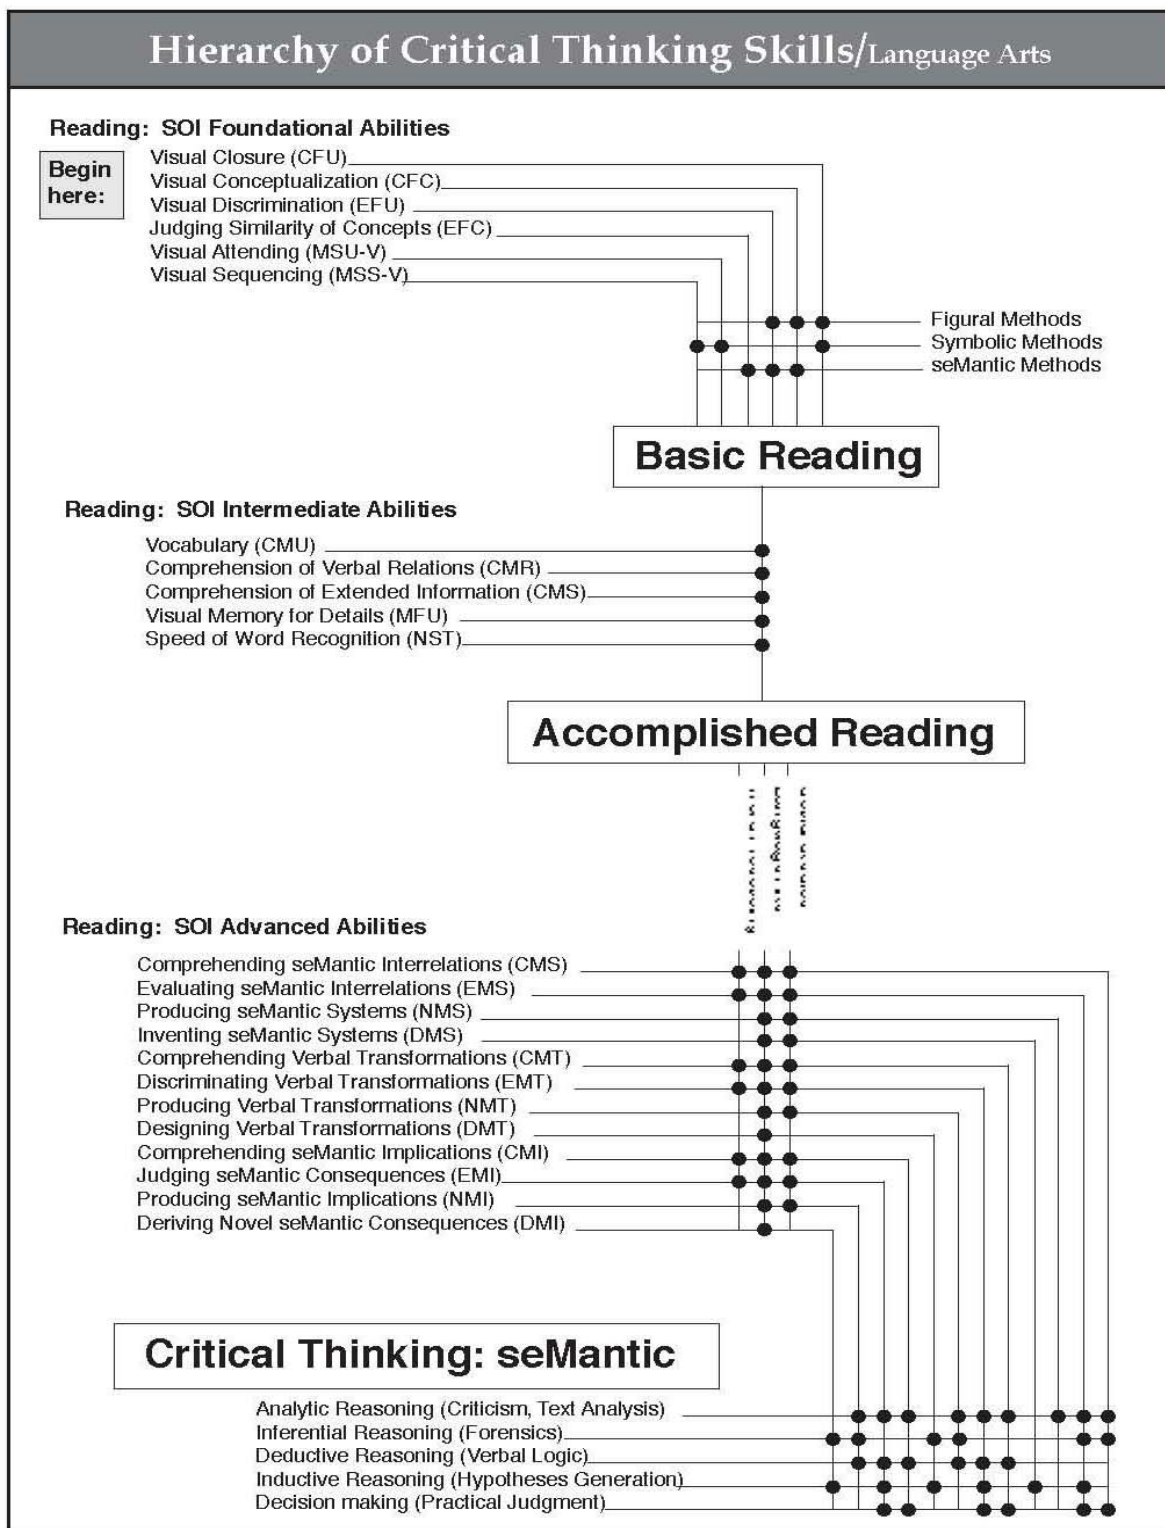 Hierarchy of Critical Thinking Skills/Language Arts
Reading: SOI Foundational Abilities
Begin
here:
Visual Closure (CFU)
Visual Conceptualization (CFC)
Visual Discrimination (EFU)
Judging Similarity of Concepts (EFC)
Visual Attending (MSU-V)
Visual Sequencing (MSS-V)
Figural Methods
Symbolic Methods
seMantic Methods
Basic Reading
Reading: SOI Intermediate Abilities
Vocabulary (CMU)
Comprehension of Verbal Relations (CMR)
Comprehension of Extended Information (CMS)
Visual Memory for Details (MFU)
Speed of Word Recognition (NST)
Accomplished Reading
Reading: SOI Advanced Abilities
Comprehending seMantic Interrelations (CMS)
Evaluating seMantic Interrelations (EMS)
Producing seMantic Systems (NMS)
Inventing seMantic Systems (DMS)
Comprehending Verbal Transformations (CMT)
Discriminating Verbal Transformations (EMT)
Producing Verbal Transformations (NMT)
Designing Verbal Transformations (DMT)
Comprehending seMantic Implications (CMI)
Judging seMantic Consequences (EMI)
Producing seMantic Implications (NMI)
Deriving Novel seMantic Consequences (DMI)
Critical Thinking: seMantic
Analytic Reasoning (Criticism, Text Analysis)
Inferential Reasoning (Forensics)
Deductive Reasoning (Verbal Logic)
Inductive Reasoning (Hypotheses Generation)
Decision making (Practical Judgment)